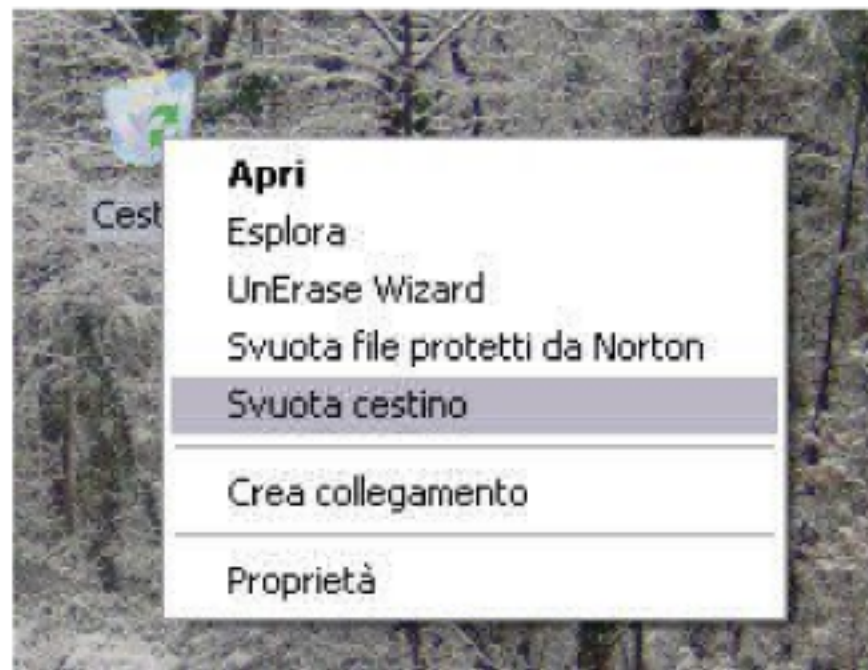 Cest
Apri
Esplora
UnErase Wizard
Svuota file protetti da Norton
Svuota cestino
Crea collegamento
Proprietà